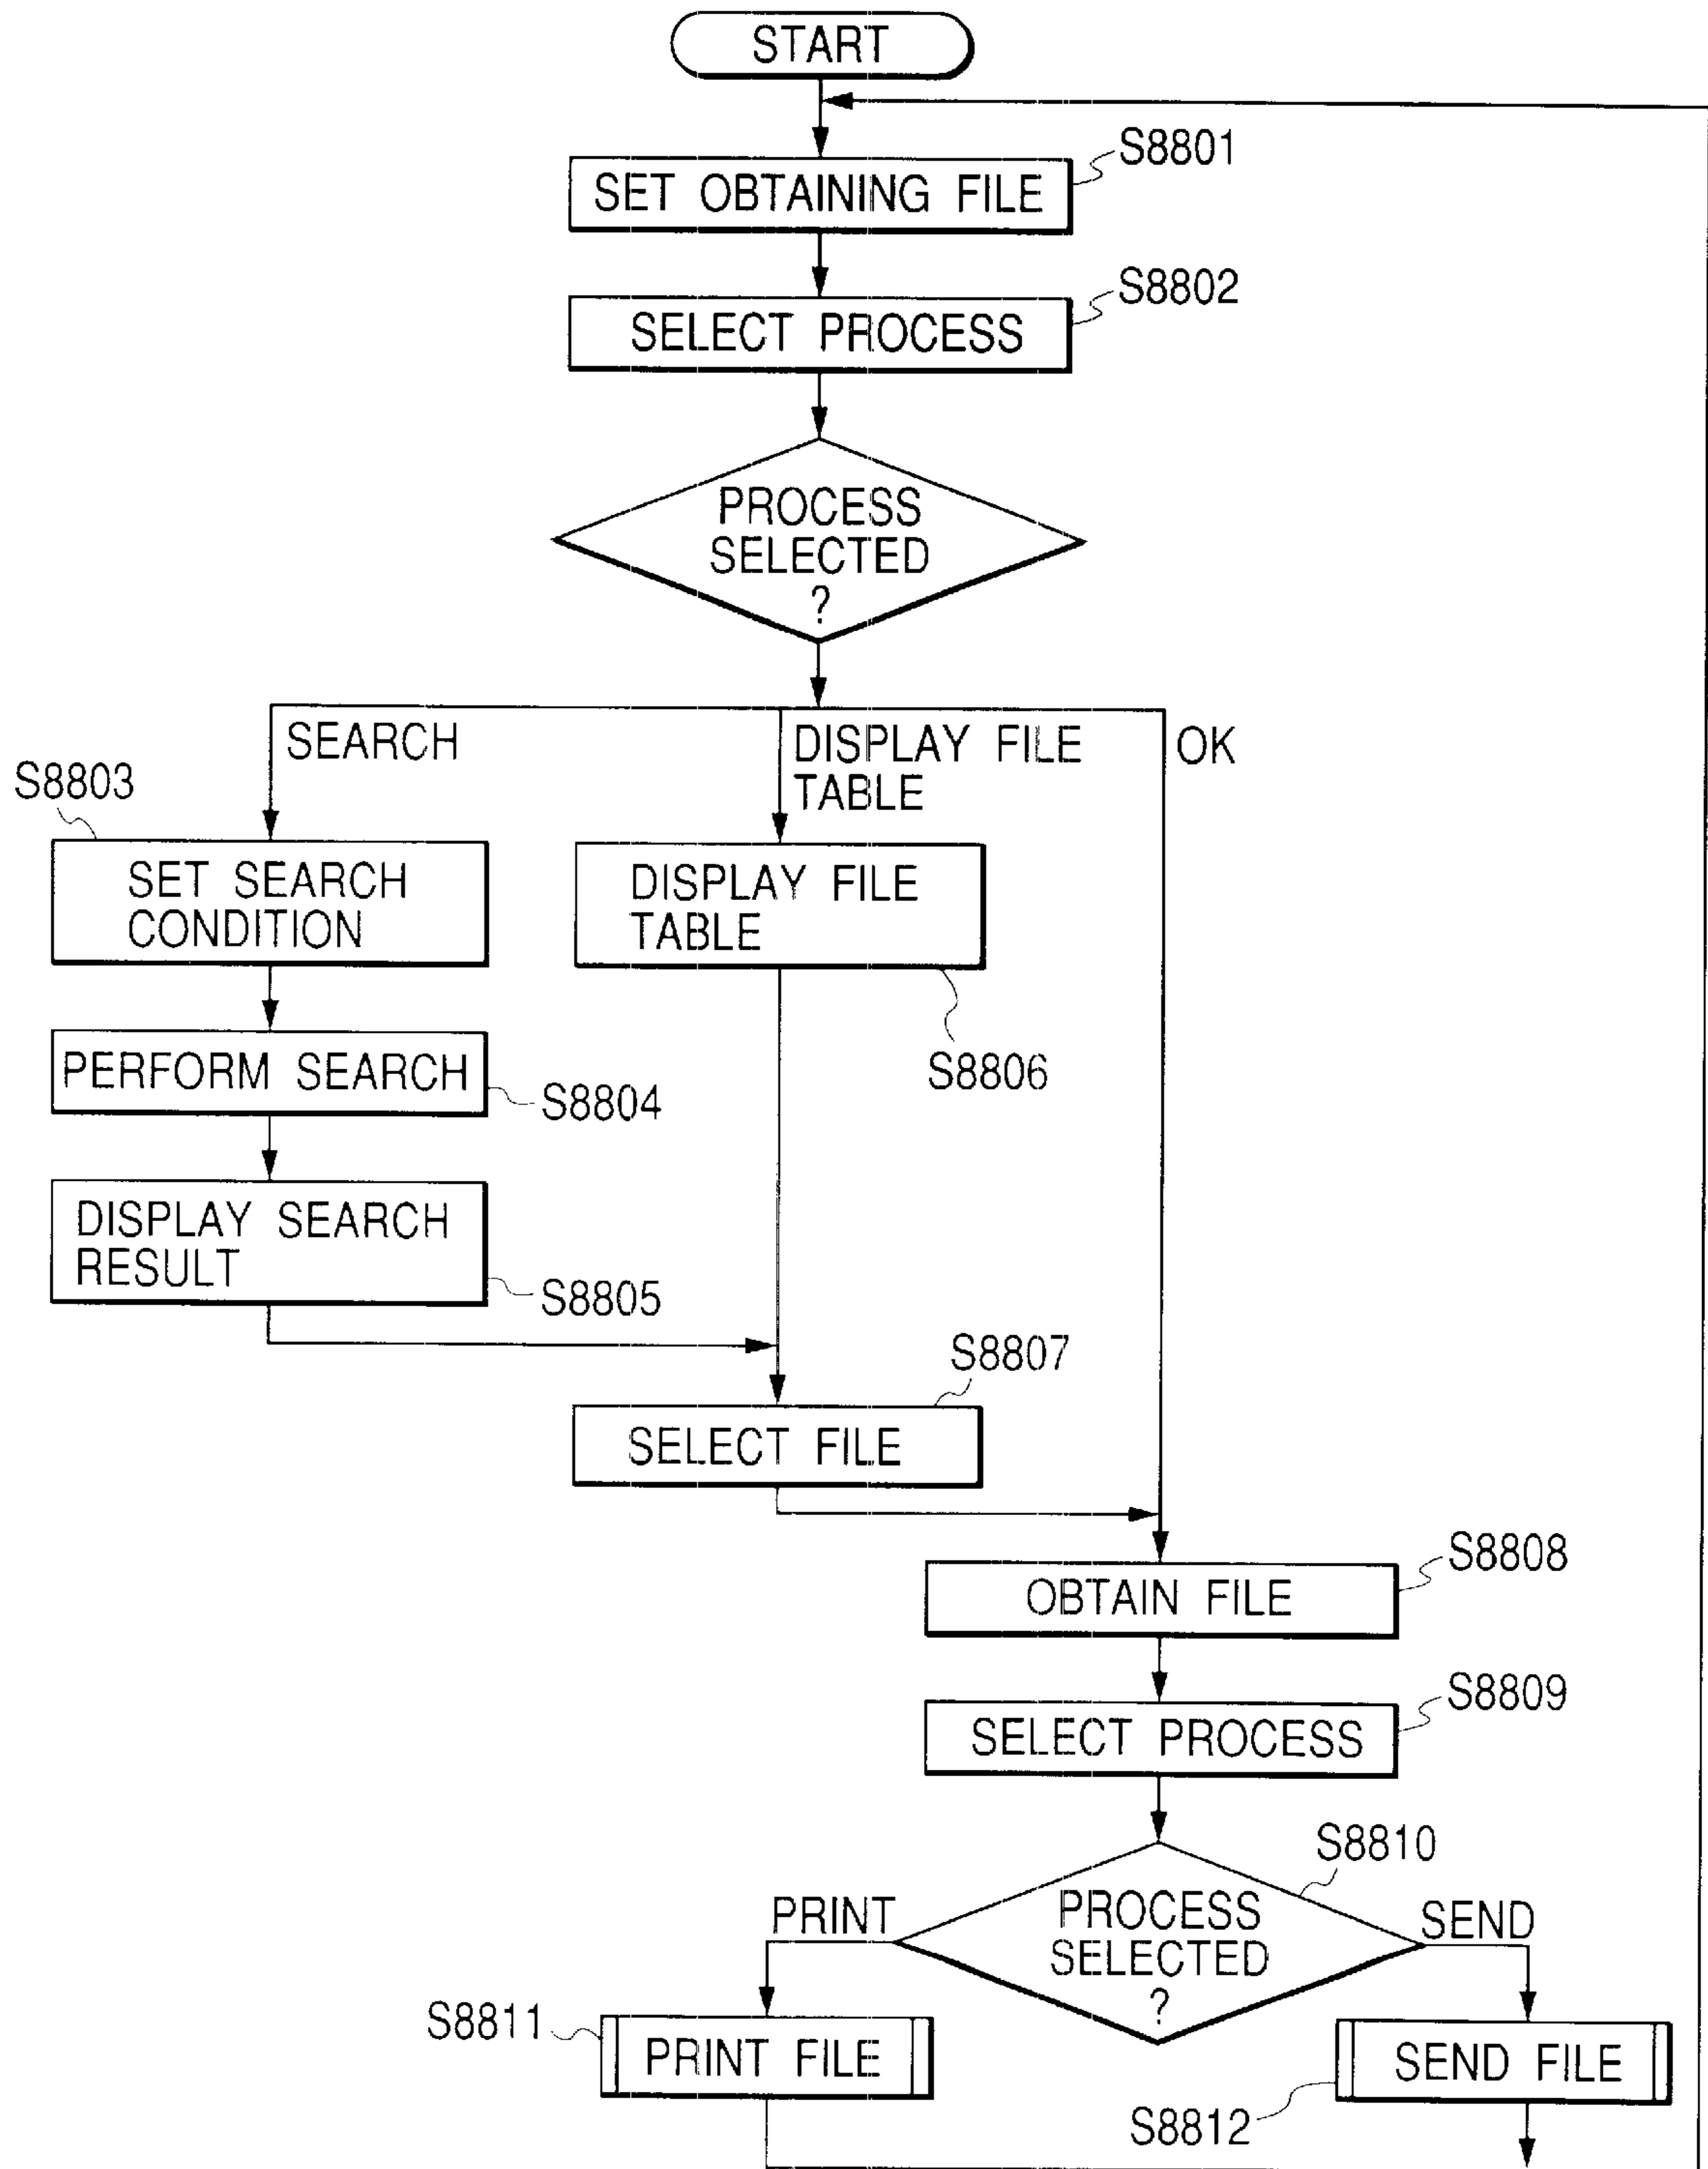 START
S8801
SET OBTAINING FILE
S8802
SELECT PROCESS
PROCESS
SELECTED
?
SEARCH
DISPLAY FILE
TABLE
OK
S8803
SET SEARCH
CONDITION
DISPLAY FILE
TABLE
S8806
PERFORM SEARCH
S8804
DISPLAY SEARCH
RESULT
S8805
S8807
SELECT FILE
S8808
OBTAIN FILE
S8809
SELECT PROCESS
S8810
PROCESS
SELECTED
?
PRINT
SEND
S8811
PRINT FILE
SEND FILE
S8812